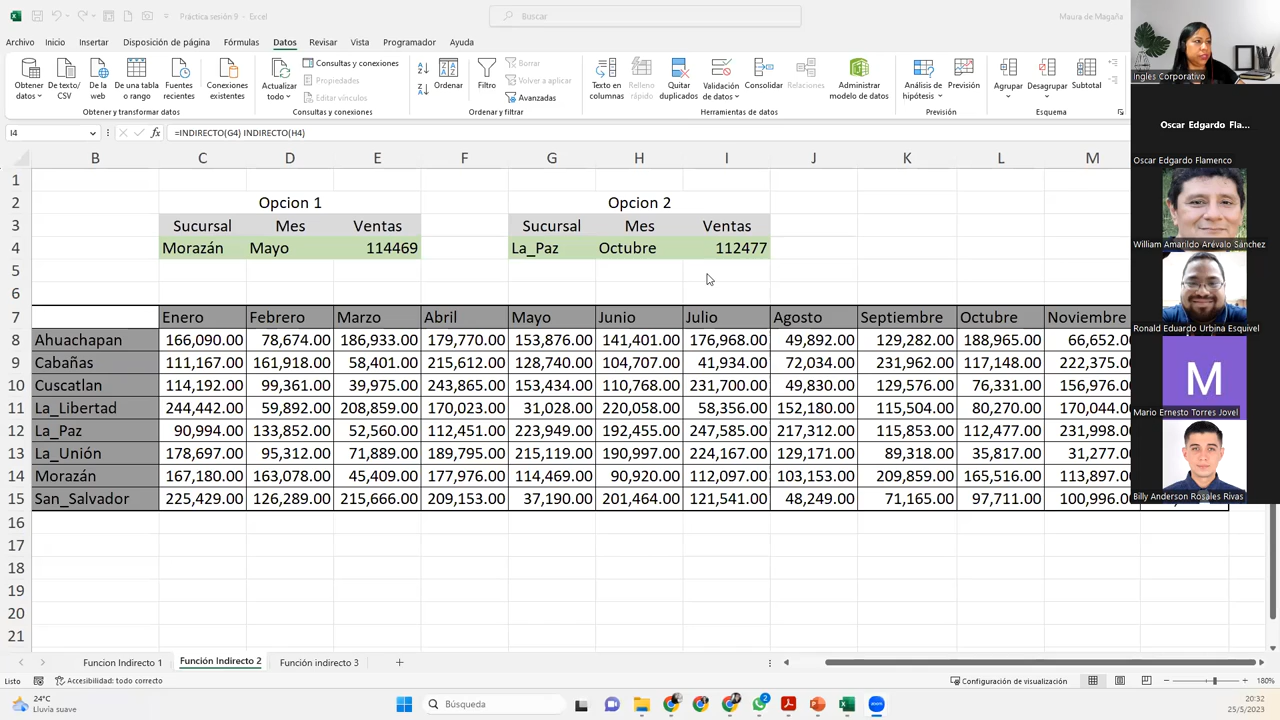 Práctica sesión 9 - Excel
Buscar
Maura de Magaña
Archivo Inicio Insertar Disposición de página Fórmulas Datos Revisar Vista Programador Ayuda
Obtener datos
De texto/CSV
De la web
De una tabla o rango
Fuentes recientes
Conexiones existentes
Obtener y transformar datos
Actualizar todo
Consultas y conexiones
Propiedades
Editar vínculos
Consultas y conexiones
Ordenar
Filtro
Borrar
Volver a aplicar
Avanzadas
Ordenar y filtrar
Texto en columnas
Relleno rápido
Quitar duplicados
Validación de datos
Consolidar
Relaciones
Administrar modelo de datos
Herramientas de datos
Análisis de hipótesis
Previsión
Previsión
Agrupar
Desagrupar
Subtotal
Esquema
I4
=INDIRECTO(G4) INDIRECTO(H4)
B C D E F G H I J K L M
1
2 Opcion 1 Opcion 2
3 Sucursal Mes Ventas Sucursal Mes Ventas
4 Morazán Mayo 114469 La_Paz Octubre 112477
5
6
7 Enero Febrero Marzo Abril Mayo Junio Julio Agosto Septiembre Octubre Noviembre
8 Ahuachapan 166,090.00 78,674.00 186,933.00 179,770.00 153,876.00 141,401.00 176,968.00 49,892.00 129,282.00 188,965.00 66,652.00
9 Cabañas 111,167.00 161,918.00 58,401.00 215,612.00 128,740.00 104,707.00 41,934.00 72,034.00 231,962.00 117,148.00 222,375.00
10 Cuscatlan 114,192.00 99,361.00 39,975.00 243,865.00 153,434.00 110,768.00 231,700.00 49,830.00 129,576.00 76,331.00 156,976.00
11 La_Libertad 244,442.00 59,892.00 208,859.00 170,023.00 31,028.00 220,058.00 58,356.00 152,180.00 115,504.00 80,270.00 170,044.00
12 La_Paz 90,994.00 133,852.00 52,560.00 112,451.00 223,949.00 192,455.00 247,585.00 217,312.00 115,853.00 112,477.00 231,998.00
13 La_Unión 178,697.00 95,312.00 71,889.00 189,795.00 215,119.00 190,997.00 224,167.00 129,171.00 89,318.00 35,817.00 31,277.00
14 Morazán 167,180.00 163,078.00 45,409.00 177,976.00 114,469.00 90,920.00 112,097.00 103,153.00 209,859.00 165,516.00 113,897.00
15 San_Salvador 225,429.00 126,289.00 215,666.00 209,153.00 37,190.00 201,464.00 121,541.00 48,249.00 71,165.00 97,711.00 100,996.00
16
17
18
19
20
21
Funcion Indirecto 1 Función Indirecto 2 Función indirecto 3
Listo
Accesibilidad: todo correcto
Configuración de visualización
180%
24°C
Lluvia suave
Búsqueda
2
zoom
20:32
25/5/2023
Ingles Corporativo
Oscar Edgardo Fla...
Oscar Edgardo Flamenco
William Amarildo Arévalo Sánchez
Ronald Eduardo Urbina Esquivel
M
Mario Ernesto Torres Jovel
Billy Anderson Rosales Rivas